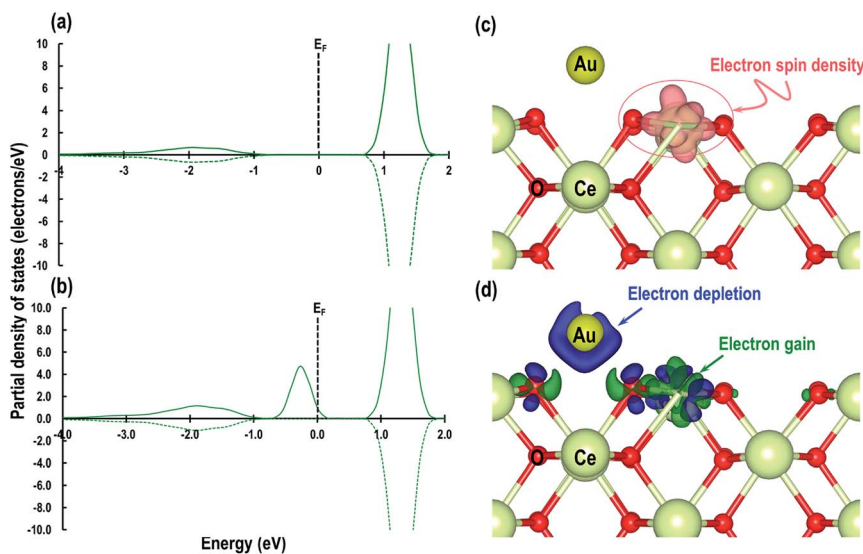 (a)
E_F
10
8
6
4
2
0
-2
-4
-6
-8
-10
-4 -3 -2 -1 0 1 2
(b)
E_F
10.0
8.0
6.0
4.0
2.0
0.0
-2.0
-4.0
-6.0
-8.0
-10.0
-4.0 -3.0 -2.0 -1.0 0.0 1.0 2.0
Partial density of states (electrons/eV)
Energy (eV)
(c)
Au
Electron spin density
O Ce
(d)
Electron depletion
Au
Electron gain
O Ce